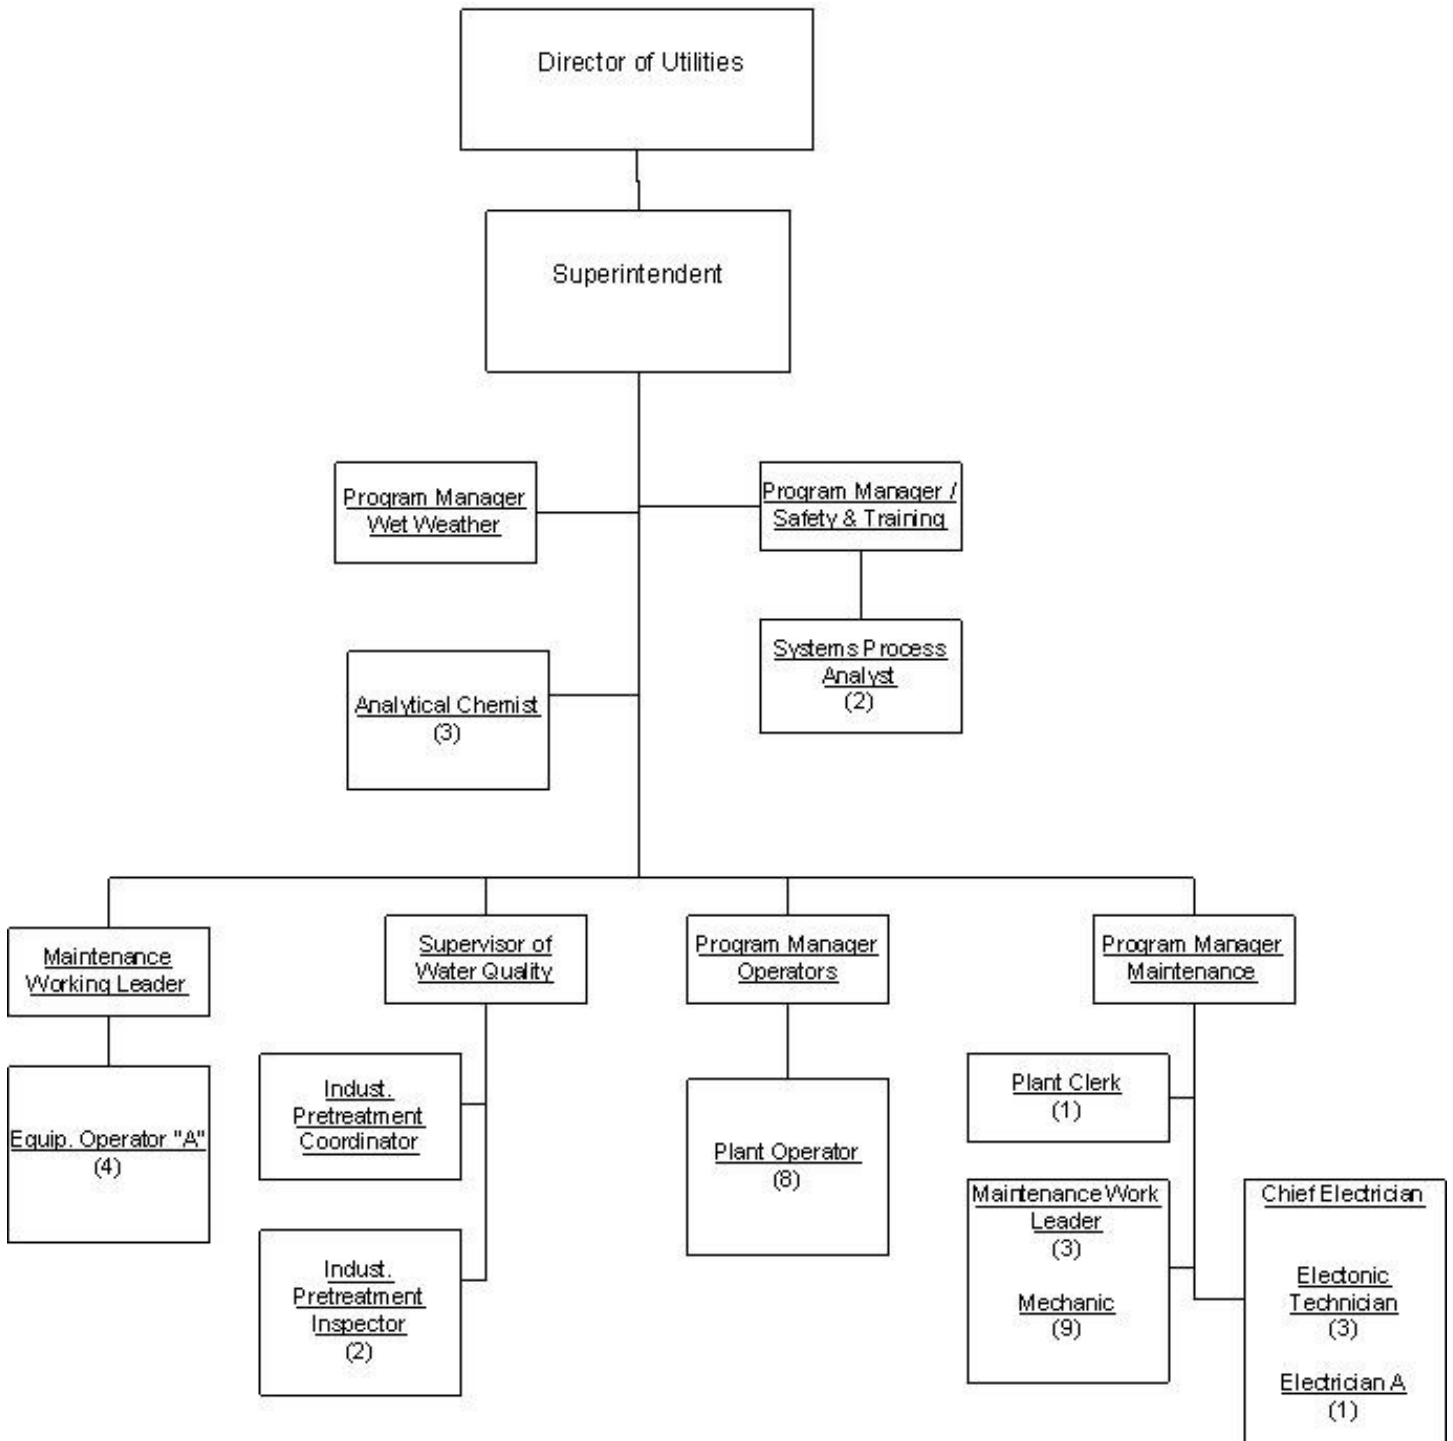 Director of Utilities
Superintendent
Program Manager
Wet Weather
Program Manager /
Safety & Training
Systems Process
Analyst
(2)
Analytical Chemist
(3)
Maintenance
Working Leader
Supervisor of
Water Quality
Program Manager
Operators
Program Manager
Maintenance
Equip. Operator "A"
(4)
Indust.
Pretreatment
Coordinator
Indust.
Pretreatment
Inspector
(2)
Plant Operator
(8)
Plant Clerk
(1)
Maintenance Work
Leader
(3)
Mechanic
(9)
Chief Electrician
Electonic
Technician
(3)
Electrician A
(1)